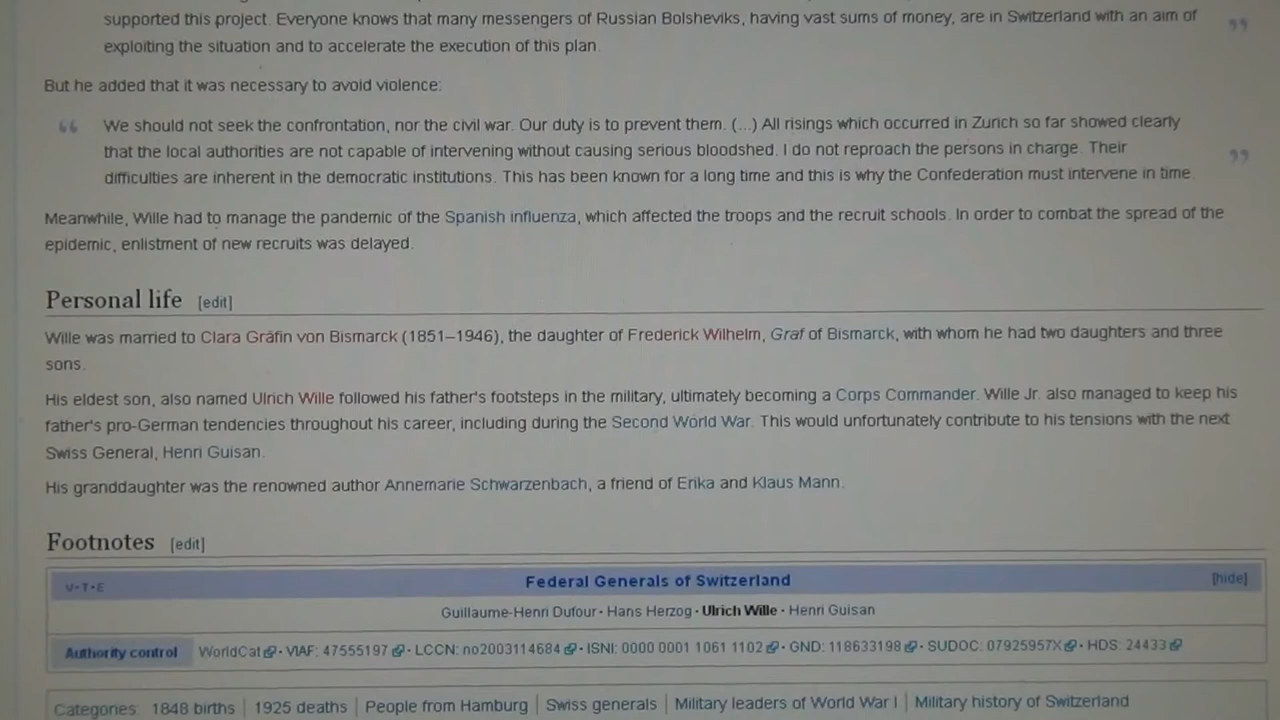 supported this project. Everyone knows that many messengers of Russian Bolsheviks, having vast sums of money, are in Switzerland with an aim of
exploiting the situation and to accelerate the execution of this plan.
But he added that it was necessary to avoid violence:
We should not seek the confrontation, nor the civil war. Our duty is to prevent them. (...) All risings which occurred in Zurich so far showed clearly
that the local authorities are not capable of intervening without causing serious bloodshed. I do not reproach the persons in charge. Their
difficulties are inherent in the democratic institutions. This has been known for a long time and this is why the Confederation must intervene in time.
Meanwhile, Wille had to manage the pandemic of the Spanish influenza, which affected the troops and the recruit schools. In order to combat the spread of the
epidemic, enlistment of new recruits was delayed.
Personal life [edit]
Wille was married to Clara Gräfin von Bismarck (1851–1946), the daughter of Frederick Wilhelm, Graf of Bismarck, with whom he had two daughters and three
sons.
His eldest son, also named Ulrich Wille followed his father's footsteps in the military, ultimately becoming a Corps Commander. Wille Jr. also managed to keep his
father's pro-German tendencies throughout his career, including during the Second World War. This would unfortunately contribute to his tensions with the next
Swiss General, Henri Guisan.
His granddaughter was the renowned author Annemarie Schwarzenbach, a friend of Erika and Klaus Mann.
Footnotes [edit]
V·T·E Federal Generals of Switzerland [hide]
Guillaume-Henri Dufour · Hans Herzog · Ulrich Wille · Henri Guisan
Authority control WorldCat · VIAF: 47555197 · LCCN: no2003114684 · ISNI: 0000 0001 1061 1102 · GND: 118633198 · SUDOC: 07925957X · HDS: 24433
Categories: 1848 births | 1925 deaths | People from Hamburg | Swiss generals | Military leaders of World War I | Military history of Switzerland